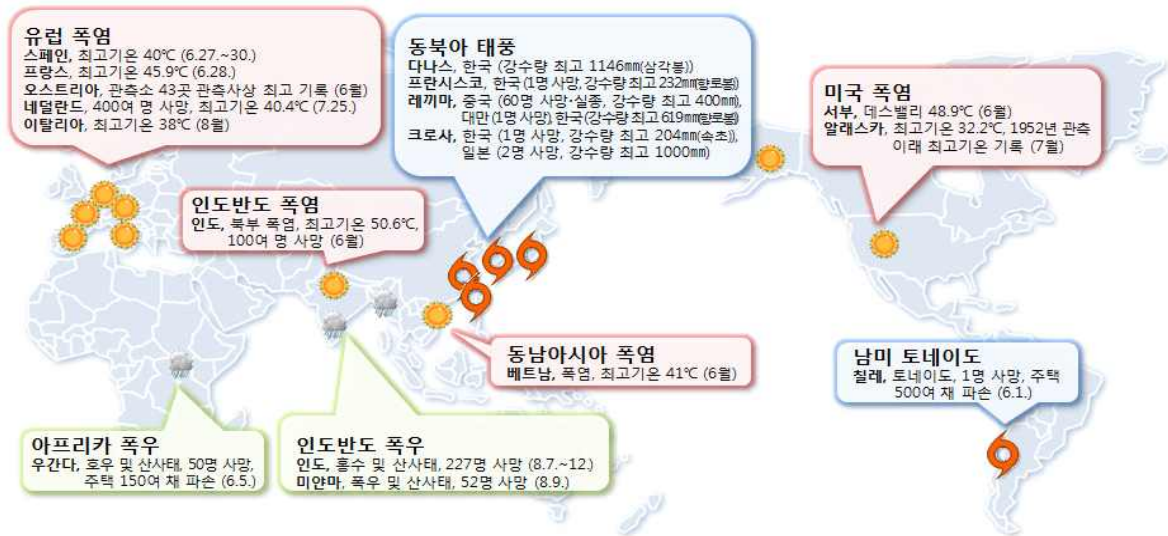 유럽 폭염
스페인, 최고기온 40℃ (6.27.~30.)
프랑스, 최고기온 45.9℃ (6.28.)
오스트리아, 관측소 43곳 관측사상 최고 기록 (6월)
네덜란드, 400여 명 사망, 최고기온 40.4℃ (7.25.)
이탈리아, 최고기온 38℃ (8월)
동북아 태풍
다나스, 한국 (강수량 최고 1146㎜(삼각봉))
프란시스코, 한국(1명 사망, 강수량 최고 232㎜(향로봉))
레끼마, 중국 (60명 사망·실종, 강수량 최고 400㎜),
대만 (1명 사망), 한국(강수량 최고 619㎜(향로봉))
크로사, 한국 (1명 사망, 강수량 최고 204㎜(속초)),
일본 (2명 사망, 강수량 최고 1000㎜)
미국 폭염
서부, 데스밸리 48.9℃ (6월)
알래스카, 최고기온 32.2℃, 1952년 관측
이래 최고기온 기록 (7월)
인도반도 폭염
인도, 북부 폭염, 최고기온 50.6℃,
100여 명 사망 (6월)
동남아시아 폭염
베트남, 폭염, 최고기온 41℃ (6월)
남미 토네이도
칠레, 토네이도, 1명 사망, 주택
500여 채 파손 (6.1.)
아프리카 폭우
우간다, 호우 및 산사태, 50명 사망,
주택 150여 채 파손 (6.5.)
인도반도 폭우
인도, 홍수 및 산사태, 227명 사망 (8.7.~12.)
미얀마, 폭우 및 산사태, 52명 사망 (8.9.)